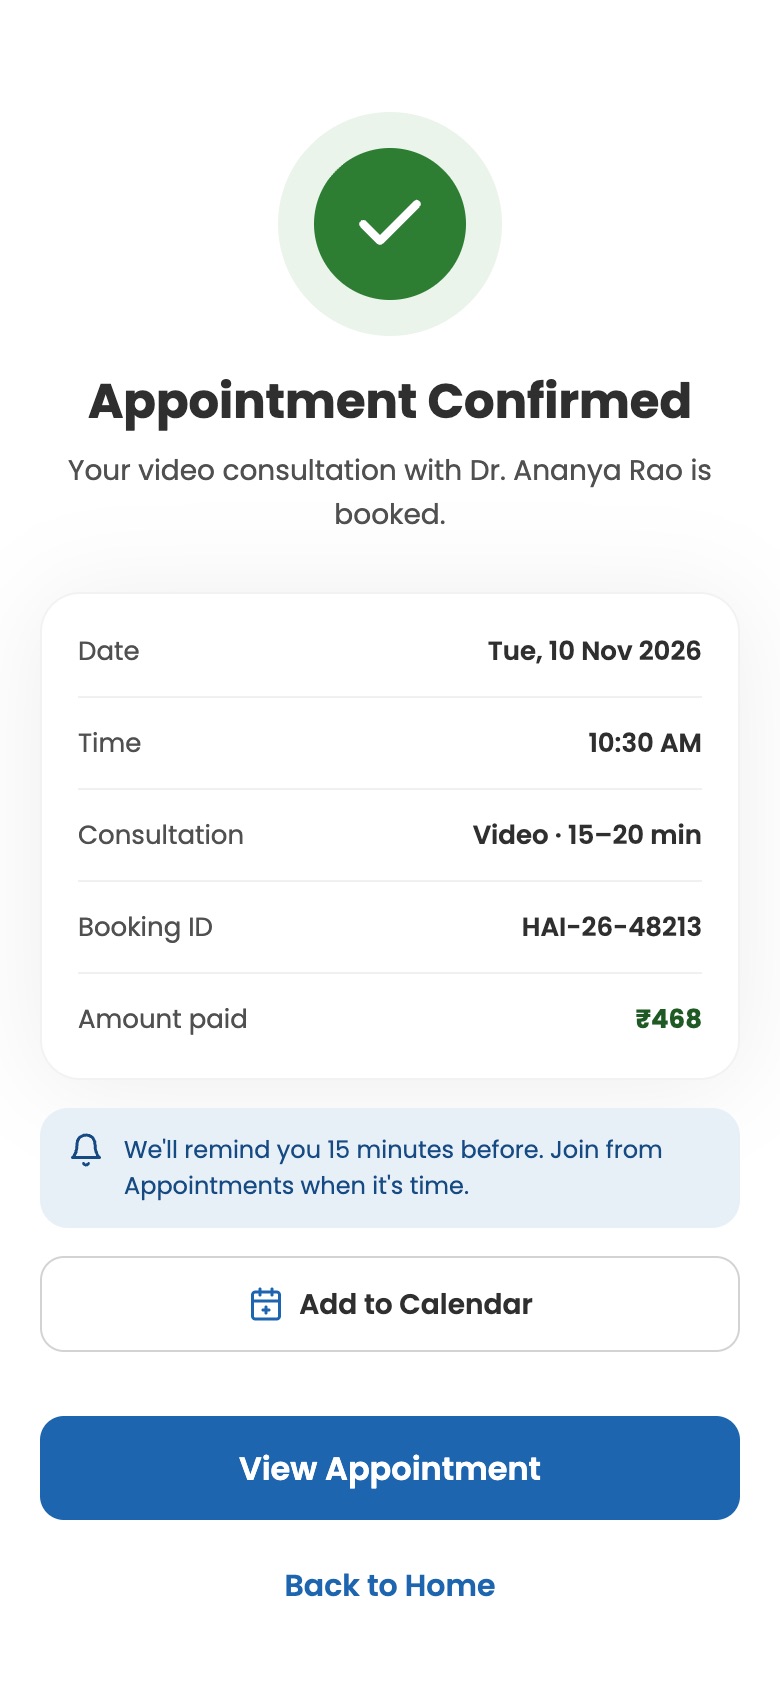 Appointment Confirmed
Your video consultation with Dr. Ananya Rao is
booked.
Date Tue, 10 Nov 2026
Time 10:30 AM
Consultation Video · 15–20 min
Booking ID HAI-26-48213
Amount paid ₹468
We'll remind you 15 minutes before. Join from
Appointments when it's time.
Add to Calendar
View Appointment
Back to Home